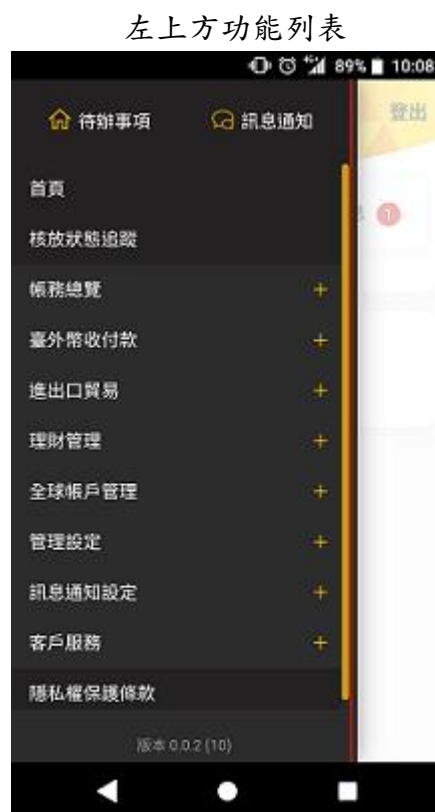 左上方功能列表
89% 10:08
待辦事項 訊息通知 登出
首頁
1
核放狀態追蹤
帳務總覽 +
臺外幣收付款 +
進出口貿易 +
理財管理 +
全球帳戶管理 +
管理設定 +
訊息通知設定 +
客戶服務 +
隱私權保護條款
版本 0.0.2 (10)